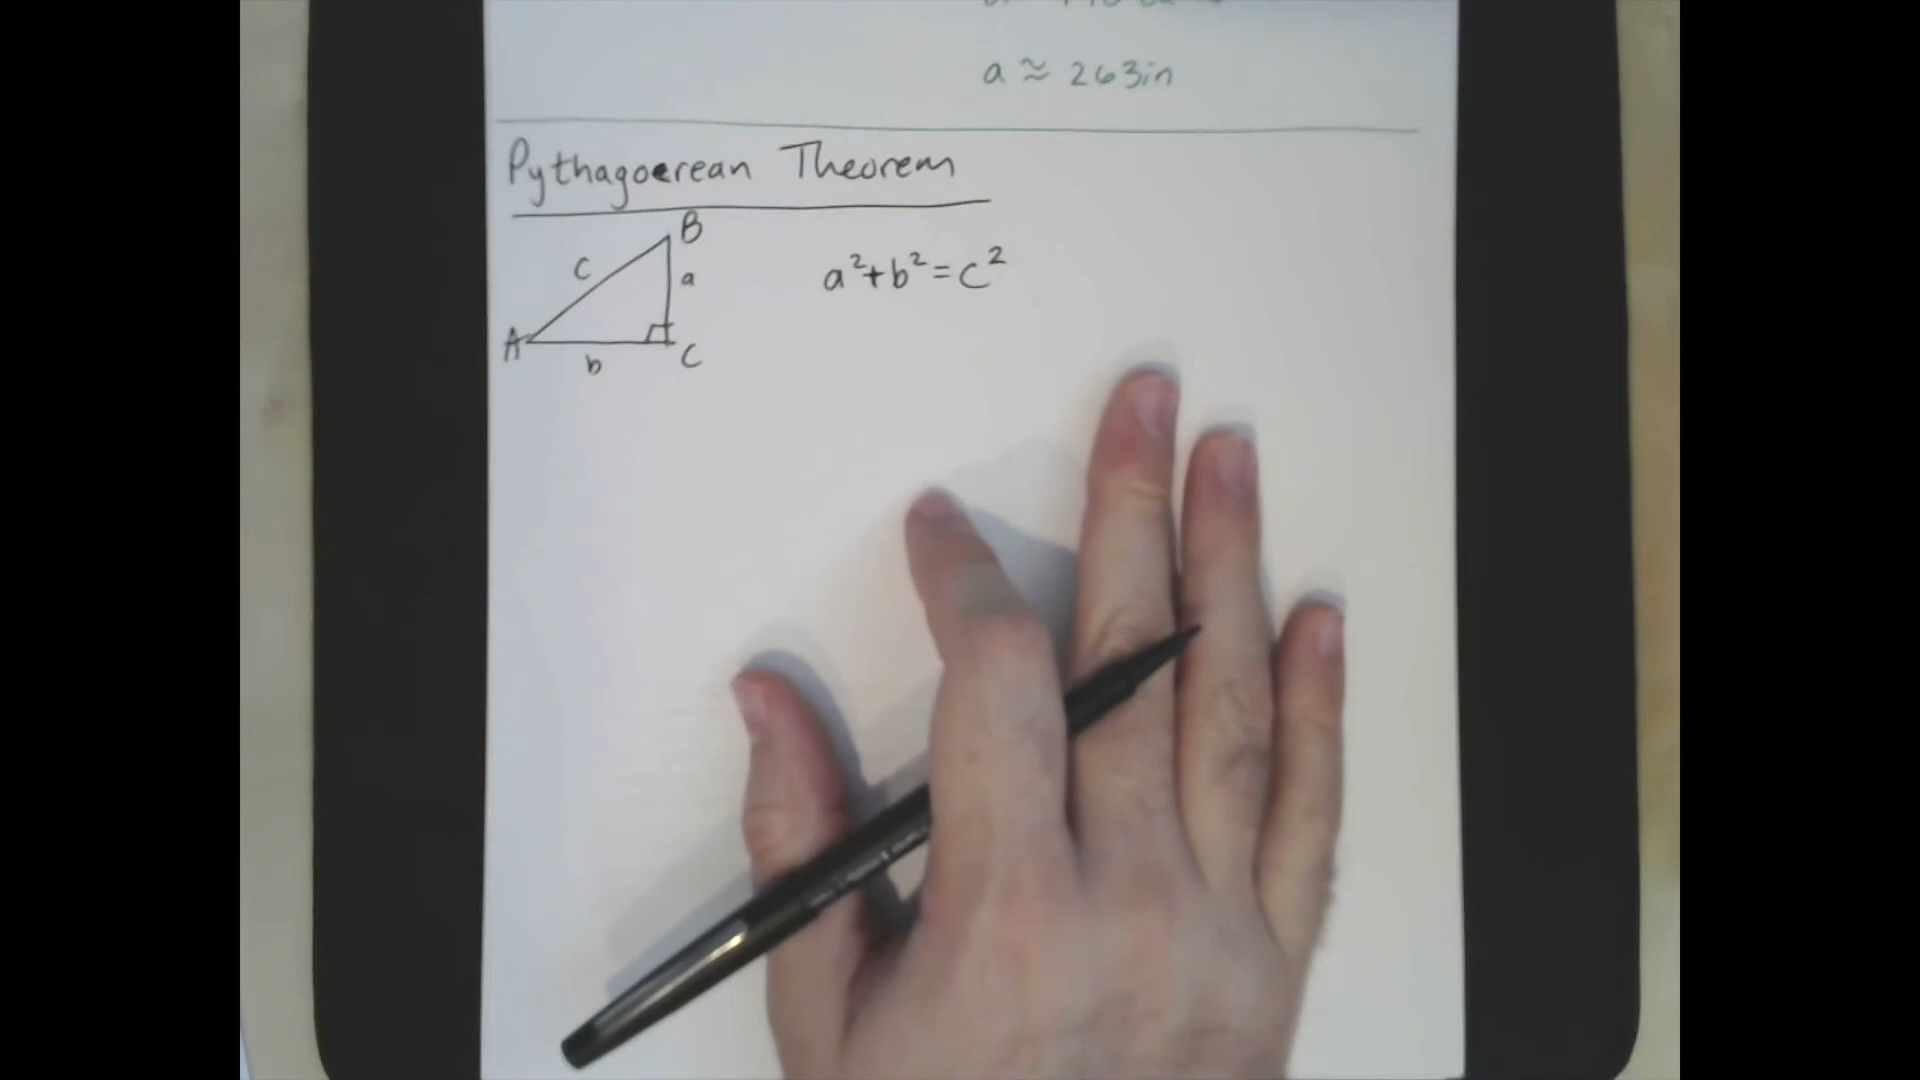 a ≈ 263in
Pythagoerean Theorem
B
c
a
a²+b²=c²
A
b
C